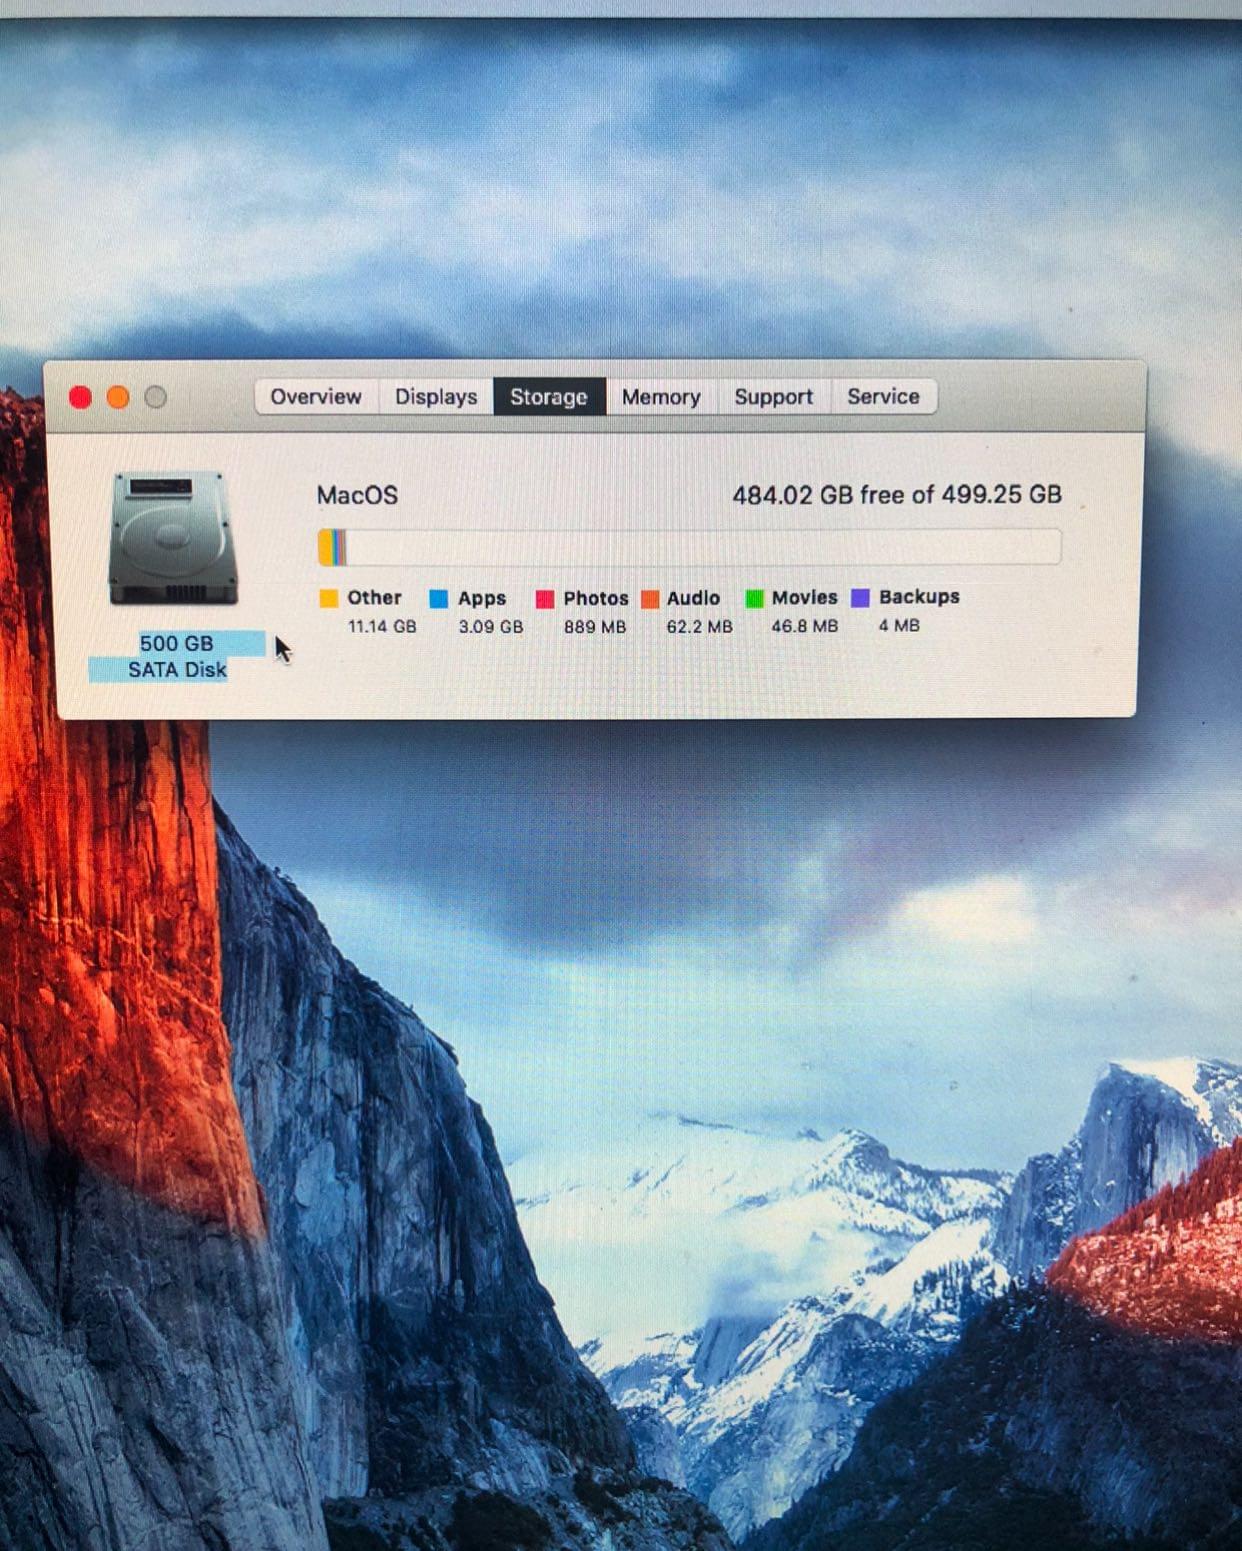 Overview Displays Storage Memory Support Service
MacOS 484.02 GB free of 499.25 GB
Other Apps Photos Audio Movies Backups
11.14 GB 3.09 GB 889 MB 62.2 MB 46.8 MB 4 MB
500 GB
SATA Disk